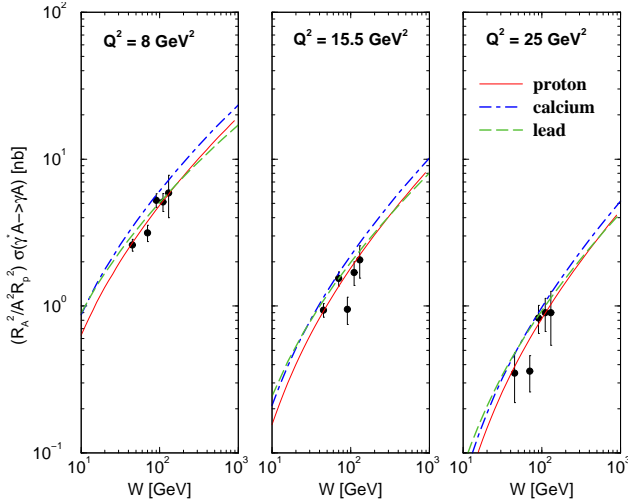 Q² = 8 GeV²
Q² = 15.5 GeV²
Q² = 25 GeV²
proton
calcium
lead
(R_A²/A²R_p²) σ(γ*A->γA) [nb]
10²
10¹
10⁰
10⁻¹
10¹ 10² 10³
10¹ 10² 10³
10¹ 10² 10³
W [GeV]
W [GeV]
W [GeV]